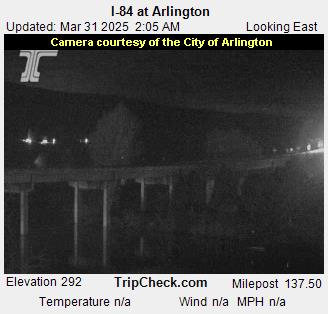 I-84 at Arlington
Updated: Mar 31 2025 2:05 AM Looking East
Camera courtesy of the City of Arlington
Elevation 292 TripCheck.com Milepost 137.50
Temperature n/a Wind n/a MPH n/a